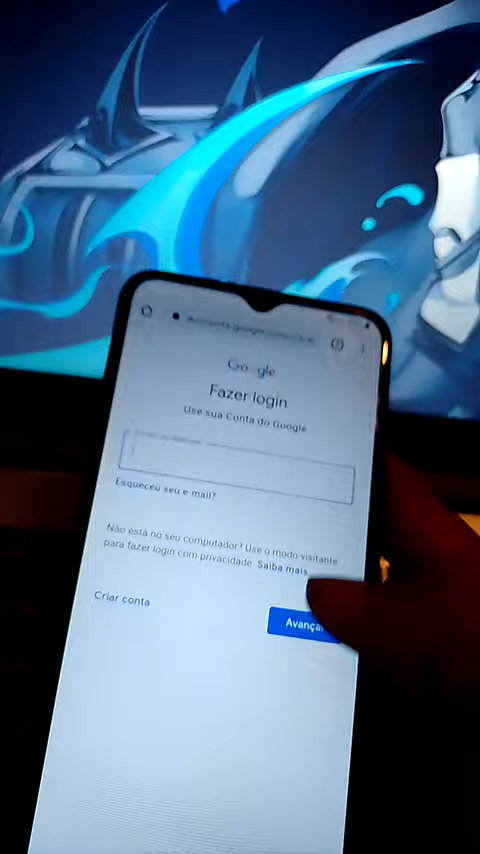 Google
Fazer login
Use sua Conta do Google
Esqueceu seu e mail?
Não está no seu computador? Use o modo visitante
para fazer login com privacidade. Saiba mais
Criar conta
Avança